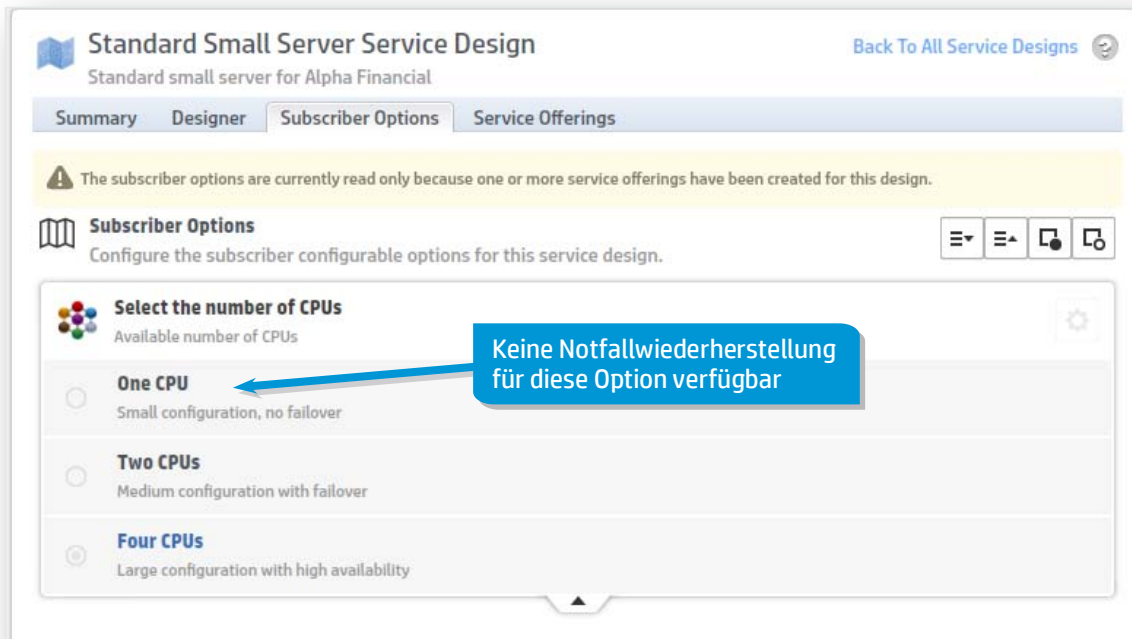 Standard Small Server Service Design
Back To All Service Designs
Standard small server for Alpha Financial
Summary Designer Subscriber Options Service Offerings
The subscriber options are currently read only because one or more service offerings have been created for this design.
Subscriber Options
Configure the subscriber configurable options for this service design.
Select the number of CPUs
Available number of CPUs
Keine Notfallwiederherstellung
für diese Option verfügbar
One CPU
Small configuration, no failover
Two CPUs
Medium configuration with failover
Four CPUs
Large configuration with high availability